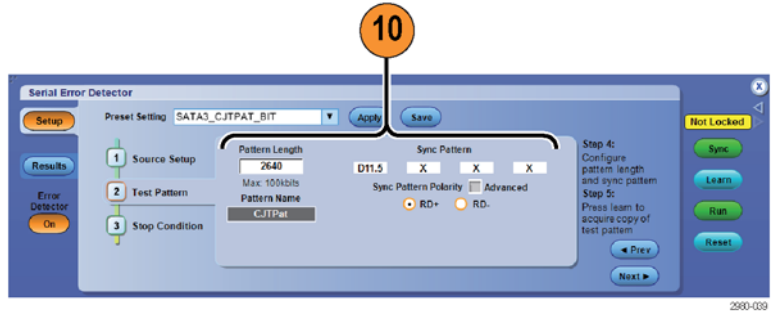 10
Serial Error Detector
X
Setup
Preset Setting SATA3_CJTPAT_BIT Apply Save
Not Locked
Results
Error
Detector
On
1 Source Setup
2 Test Pattern
3 Stop Condition
Pattern Length
2640
Max: 100kbits
Pattern Name
CJTPat
Sync Pattern
D11.5 X X X
Sync Pattern Polarity Advanced
RD+ RD-
Step 4:
Configure
pattern length
and sync pattern
Step 5:
Press learn to
acquire copy of
test pattern
Prev
Next
Sync
Learn
Run
Reset
2980-039